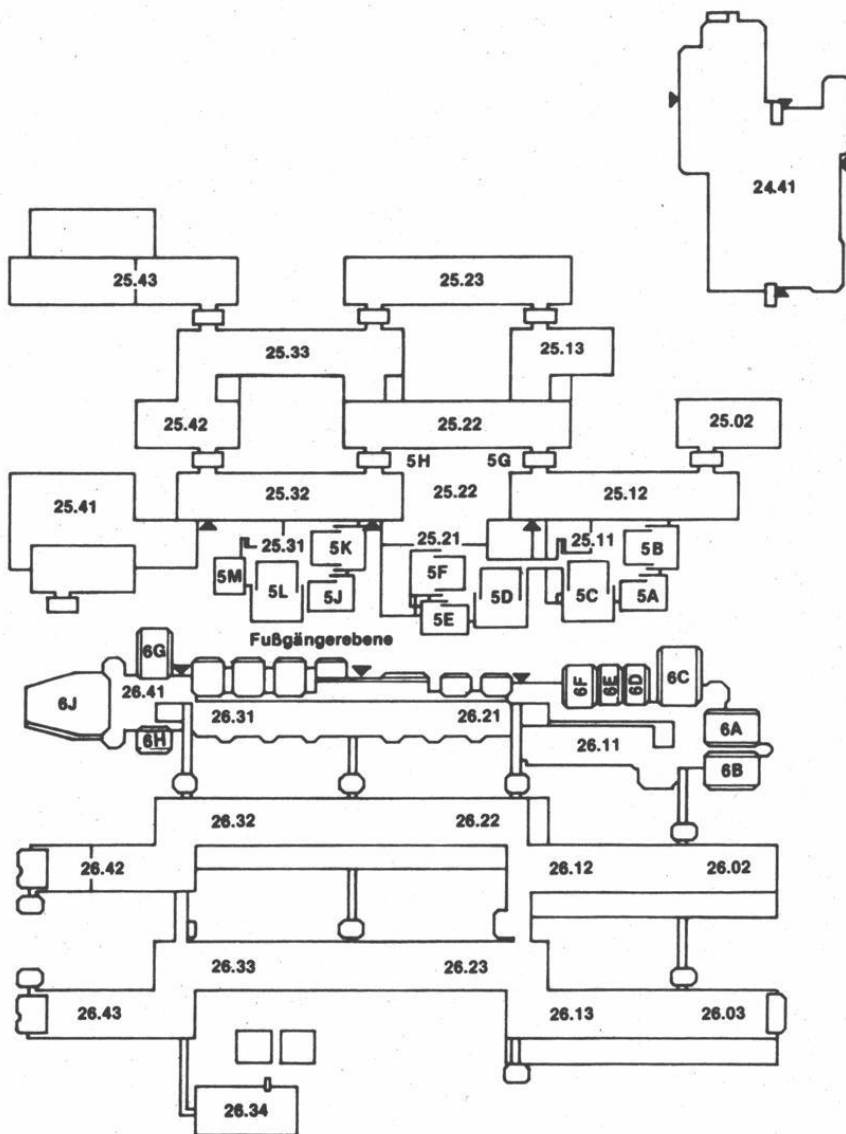 24.41
25.43
25.23
25.33
25.13
25.42
25.22
25.02
5H
5G
25.41
25.32
25.22
25.12
25.31
5K
25.21
25.11
5B
5M
5L
5J
5F
5E
5D
5C
5A
Fußgängerebene
6G
6J
26.41
6H
26.31
26.21
6F
6E
6D
6C
26.11
6A
6B
26.32
26.22
26.42
26.12
26.02
26.33
26.23
26.43
26.13
26.03
26.34